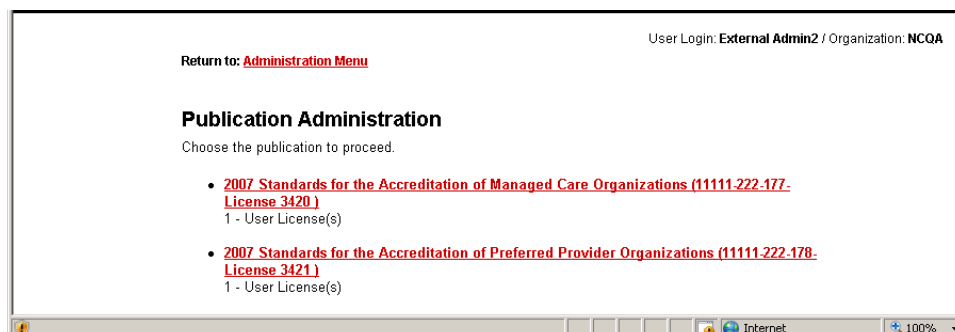 User Login: External Admin2 / Organization: NCQA
Return to: Administration Menu
Publication Administration
Choose the publication to proceed.
• 2007 Standards for the Accreditation of Managed Care Organizations (11111-222-177-
License 3420 )
1 - User License(s)
• 2007 Standards for the Accreditation of Preferred Provider Organizations (11111-222-178-
License 3421 )
1 - User License(s)
Internet 100%